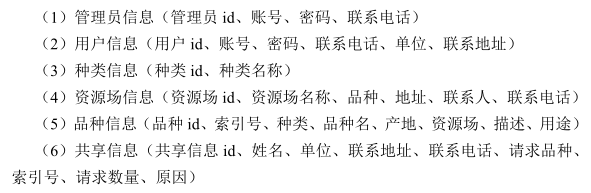 （1）管理员信息（管理员 id、账号、密码、联系电话）
（2）用户信息（用户 id、账号、密码、联系电话、单位、联系地址）
（3）种类信息（种类 id、种类名称）
（4）资源场信息（资源场 id、资源场名称、品种、地址、联系人、联系电话）
（5）品种信息（品种 id、索引号、种类、品种名、产地、资源场、描述、用途）
（6）共享信息（共享信息 id、姓名、单位、联系地址、联系电话、请求品种、
索引号、请求数量、原因）